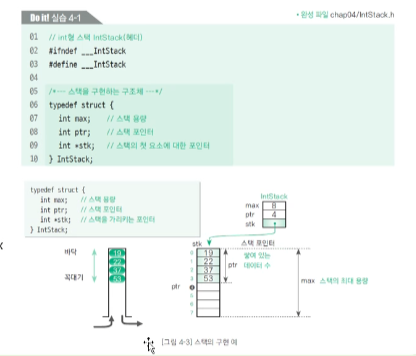 Do it! 실습 4-1
• 완성 파일 chap04/IntStack.h
01 // int형 스택 IntStack(헤더)
02 #ifndef ___IntStack
03 #define ___IntStack
04
05 /*--- 스택을 구현하는 구조체 ---*/
06 typedef struct {
07 int max; // 스택 용량
08 int ptr; // 스택 포인터
09 int *stk; // 스택의 첫 요소에 대한 포인터
10 } IntStack;
typedef struct {
int max; // 스택 용량
int ptr; // 스택 포인터
int *stk; // 스택을 가리키는 포인터
} IntStack;
IntStack
max 8
ptr 4
stk
stk 스택 포인터
바닥
꼭대기
19
22
37
53
0 19
1 22
2 37
3 53
4
5
6
7
ptr
ptr
쌓여 있는
데이터 수
max 스택의 최대 용량
[그림 4-3] 스택의 구현 예